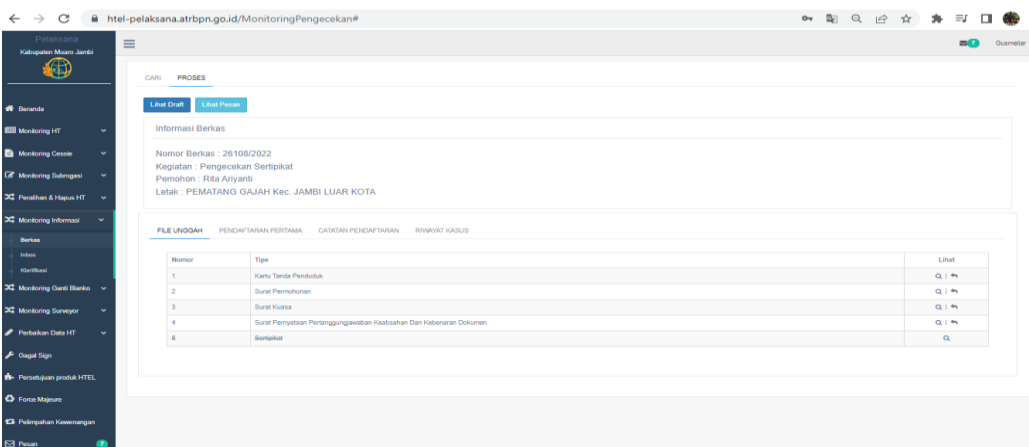 htel-pelaksana.atrbpn.go.id/MonitoringPengecekan#
Pelaksana
Kabupaten Muaro Jambi
7
Gusmeliar
Beranda
Monitoring HT
Monitoring Cessie
Monitoring Subrogasi
Peralihan & Hapus HT
Monitoring Informasi
Berkas
Inbox
Klarifikasi
Monitoring Ganti Blanko
Monitoring Surveyor
Perbaikan Data HT
Gagal Sign
Persetujuan produk HTEL
Force Majeure
Pelimpahan Kewenangan
Pesan 7
CARI PROSES
Lihat Draft Lihat Pesan
Informasi Berkas
Nomor Berkas : 26108/2022
Kegiatan : Pengecekan Sertipikat
Pemohon : Rita Ariyanti
Letak : PEMATANG GAJAH Kec. JAMBI LUAR KOTA
FILE UNGGAH PENDAFTARAN PERTAMA CATATAN PENDAFTARAN RIWAYAT KASUS
Nomor Tipe Lihat
1 Kartu Tanda Penduduk |
2 Surat Permohonan |
3 Surat Kuasa |
4 Surat Pernyataan Pertanggungjawaban Keabsahan Dan Kebenaran Dokumen |
5 Sertipikat